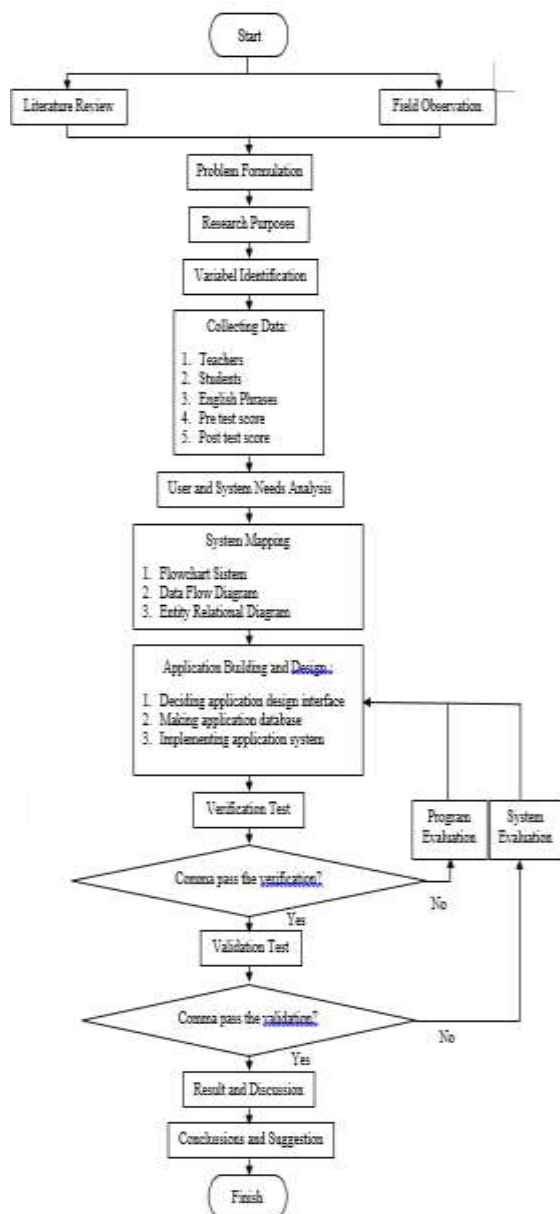 Start
Literature Review
Field Observation
Problem Formulation
Research Purposes
Variabel Identification
Collecting Data:
1. Teachers
2. Students
3. English Phrases
4. Pre test score
5. Post test score
User and System Needs Analysis
System Mapping
1. Flowchart Sistem
2. Data Flow Diagram
3. Entity Relational Diagram
Application Building and Design :
1. Deciding application design interface
2. Making application database
3. Implementing application system
Verification Test
Program
Evaluation
System
Evaluation
Comma pass the verification?
No
Yes
Validation Test
Comma pass the validation?
No
Yes
Result and Discussion
Conclussions and Suggestion
Finish